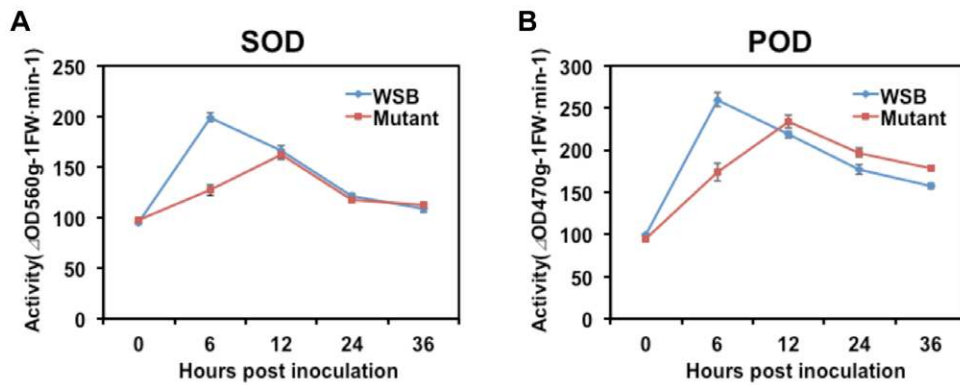 A
SOD
Activity(⊿OD560g-1FW·min-1)
250
200
150
100
50
0
WSB
Mutant
0 6 12 24 36
Hours post inoculation
B
POD
Activity(⊿OD470g-1FW·min-1)
300
250
200
150
100
50
0
WSB
Mutant
0 6 12 24 36
Hours post inoculation